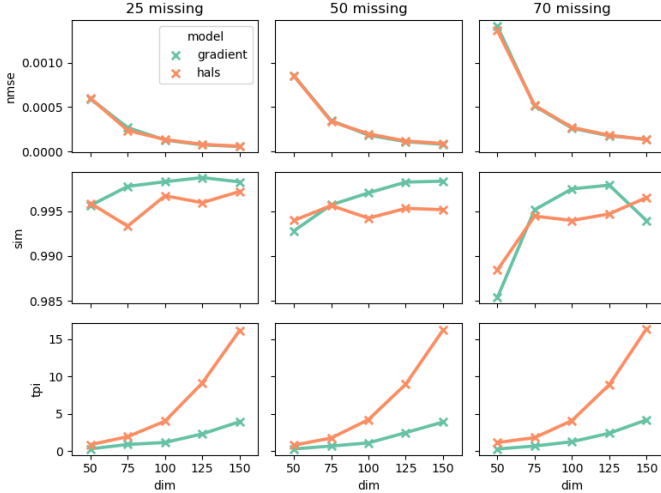 25 missing 50 missing 70 missing
model
gradient
hals
nmse
0.0010
0.0005
0.0000
sim
0.995
0.990
0.985
tpi
15
10
5
0
50 75 100 125 150 50 75 100 125 150 50 75 100 125 150
dim dim dim